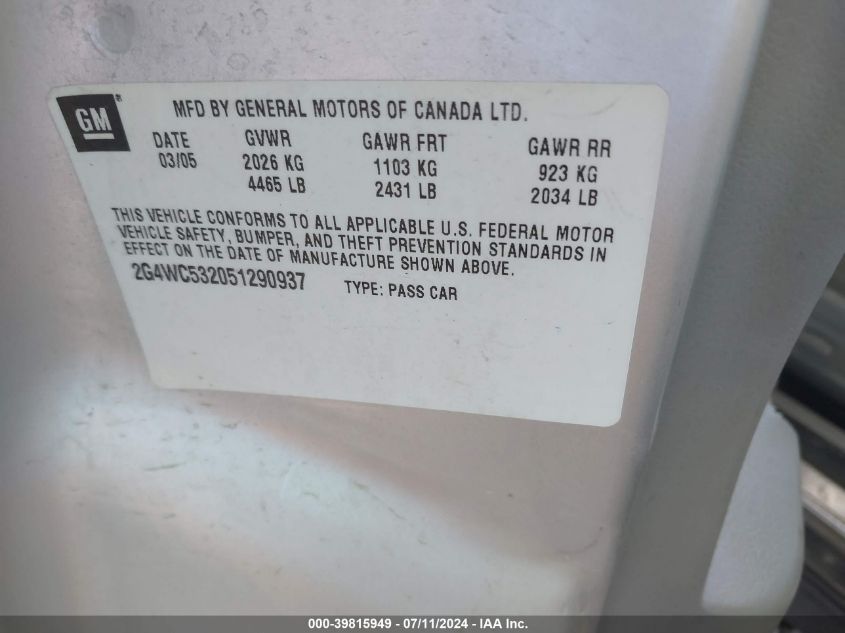 GM
MFD BY GENERAL MOTORS OF CANADA LTD.
DATE GVWR GAWR FRT GAWR RR
03/05 2026 KG 1103 KG 923 KG
4465 LB 2431 LB 2034 LB
THIS VEHICLE CONFORMS TO ALL APPLICABLE U.S. FEDERAL MOTOR
VEHICLE SAFETY, BUMPER, AND THEFT PREVENTION STANDARDS IN
EFFECT ON THE DATE OF MANUFACTURE SHOWN ABOVE.
2G4WC532051290937 TYPE: PASS CAR
000-39815949 - 07/11/2024 - IAA Inc.